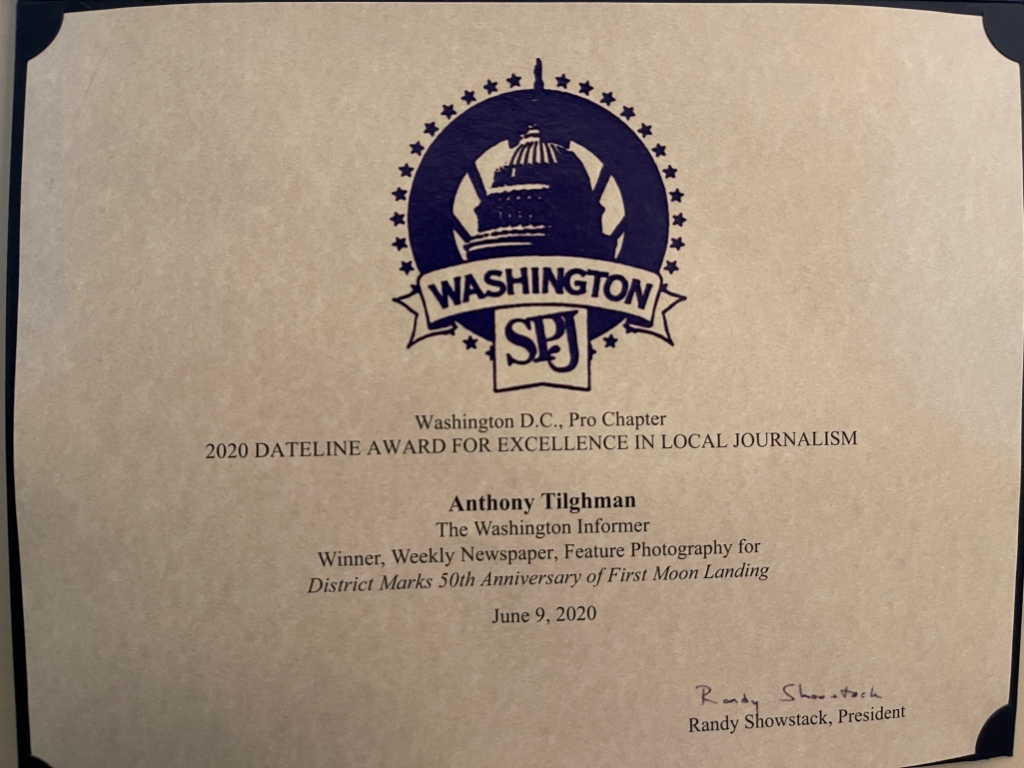 WASHINGTON
SPJ
Washington D.C., Pro Chapter
2020 DATELINE AWARD FOR EXCELLENCE IN LOCAL JOURNALISM
Anthony Tilghman
The Washington Informer
Winner, Weekly Newspaper, Feature Photography for
District Marks 50th Anniversary of First Moon Landing
June 9, 2020
Randy Showstack
Randy Showstack, President